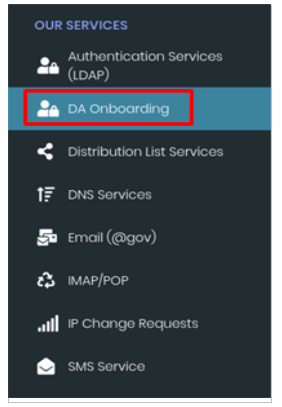 OUR SERVICES
Authentication Services
(LDAP)
DA Onboarding
Distribution List Services
DNS Services
Email (@gov)
IMAP/POP
IP Change Requests
SMS Service